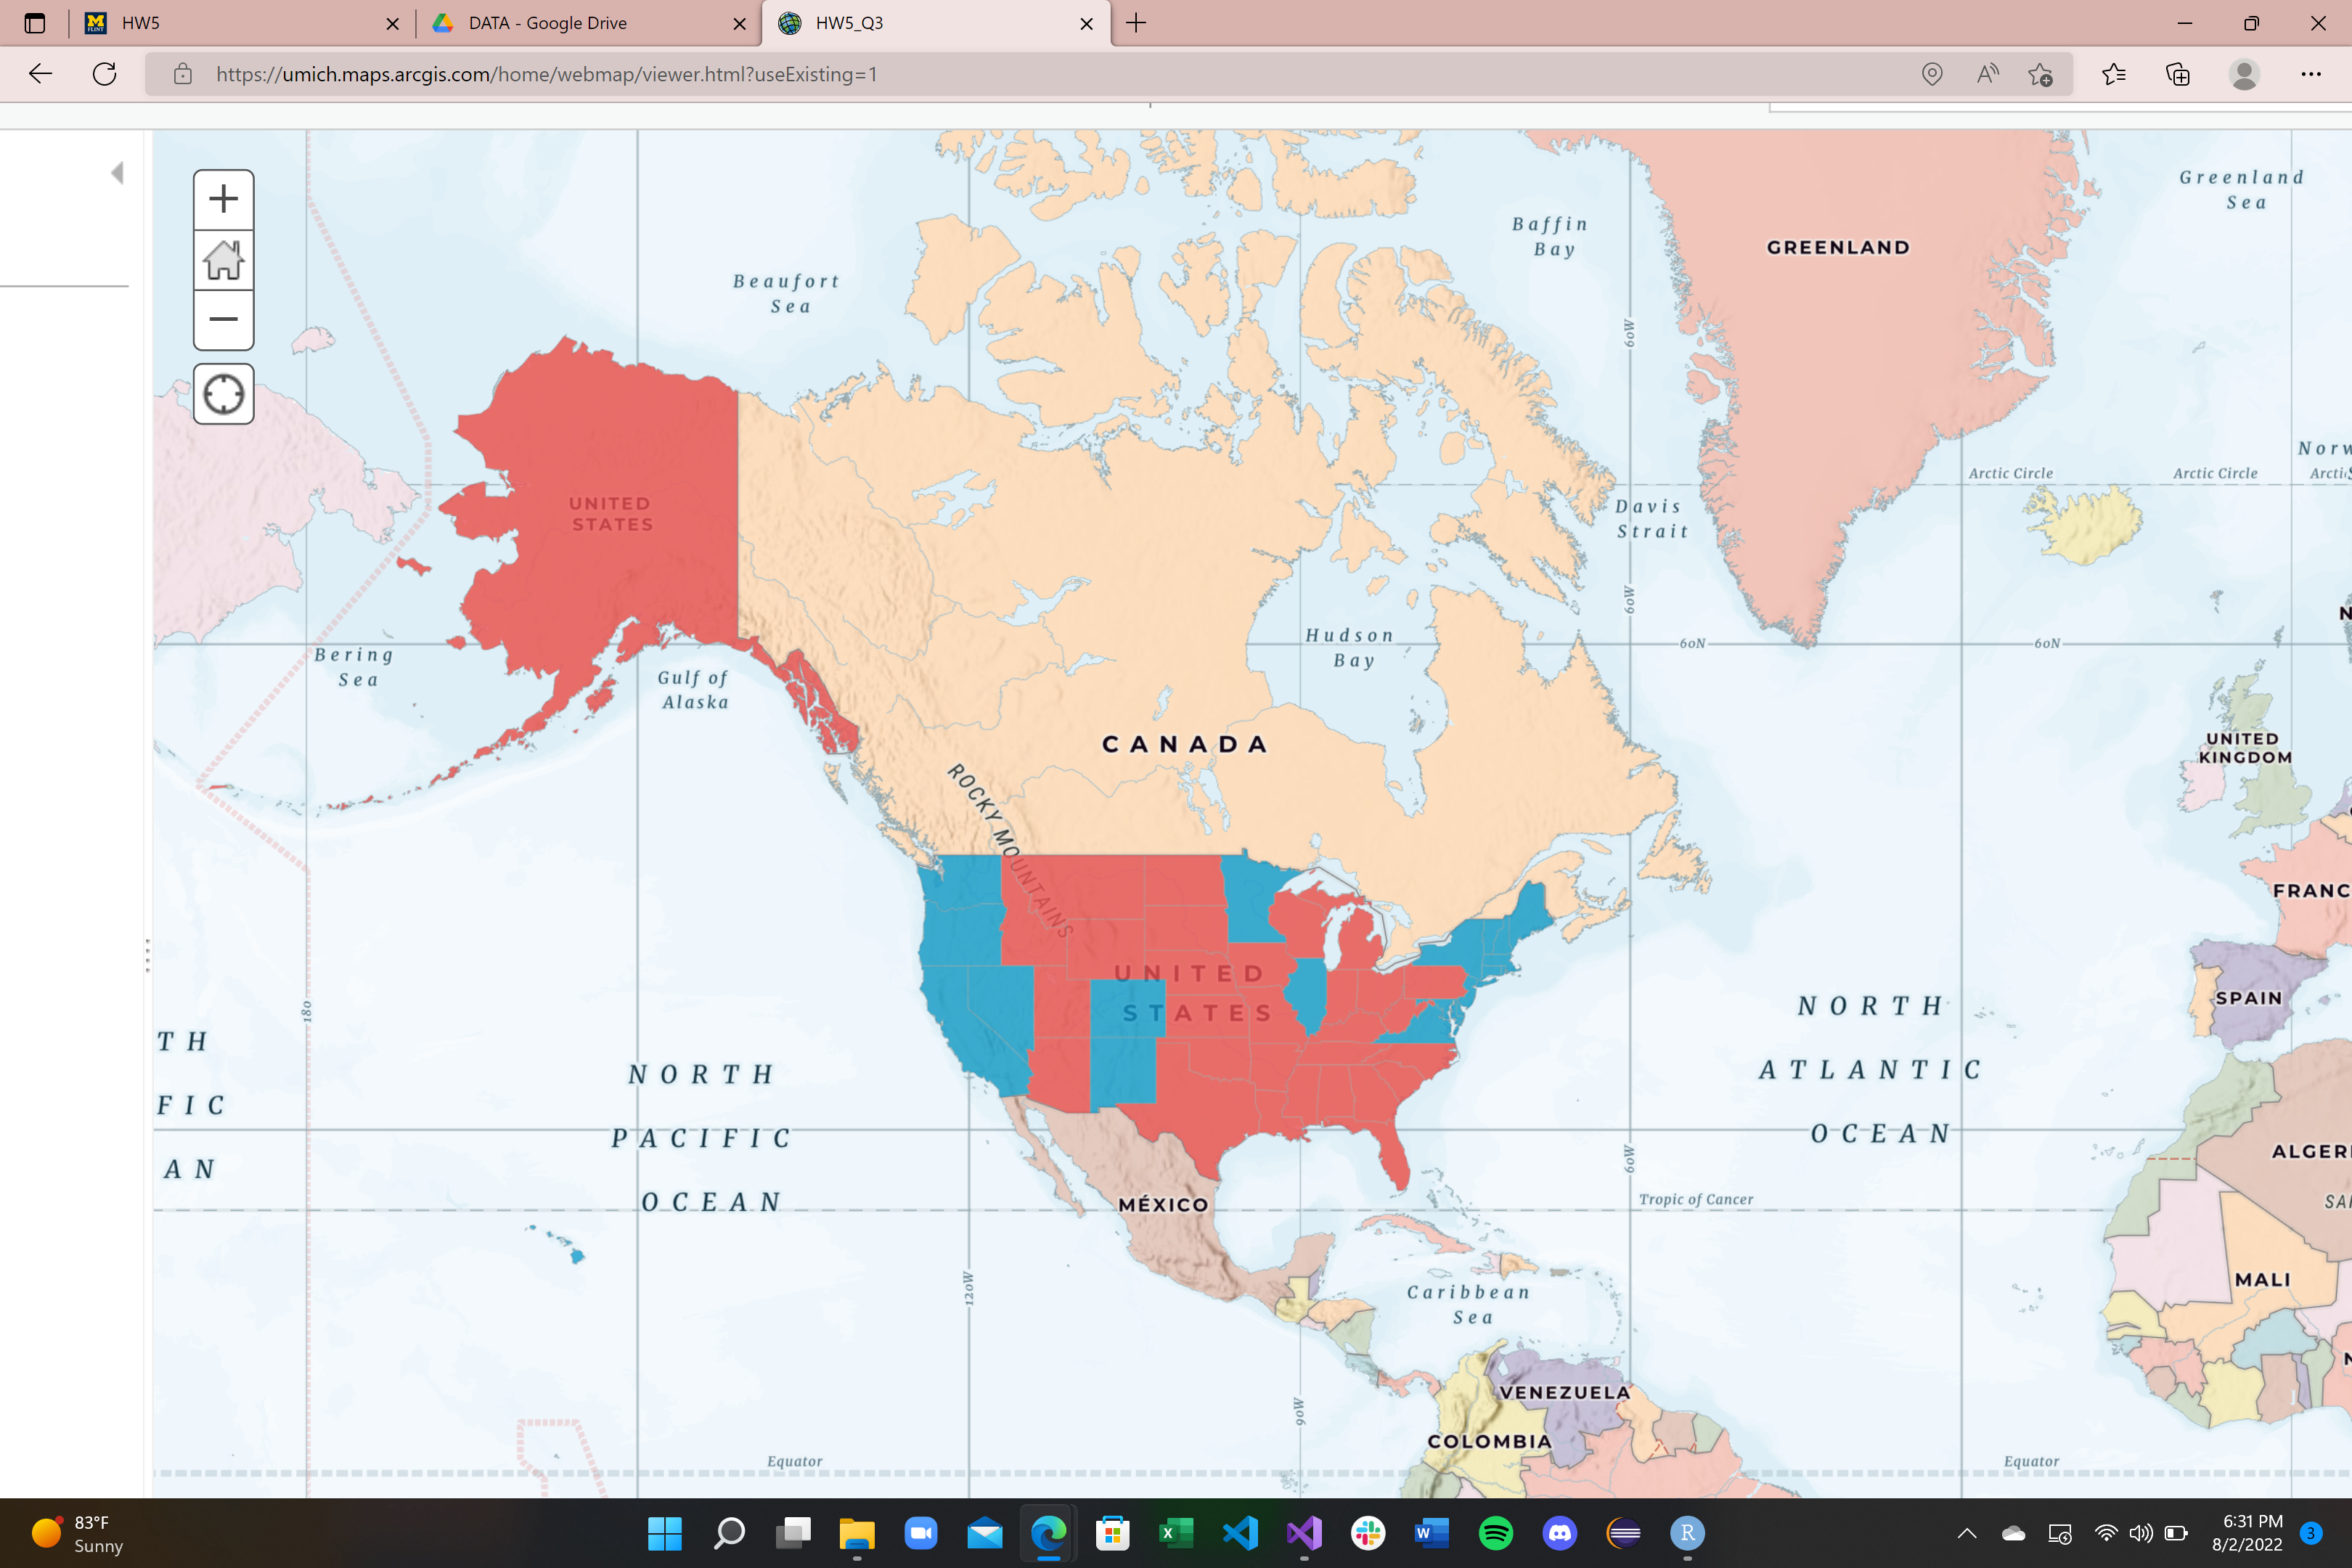 HW5
DATA - Google Drive
HW5_Q3
https://umich.maps.arcgis.com/home/webmap/viewer.html?useExisting=1
Greenland
Sea
Baffin
Bay
GREENLAND
Beaufort
Sea
60W
Arctic Circle
Arctic Circle
UNITED
STATES
Davis
Strait
60W
Hudson
Bay
60N
60N
Bering
Sea
Gulf of
Alaska
CANADA
UNITED
KINGDOM
ROCKY MOUNTAINS
UNITED
STATES
SPAIN
180
NORTH
PACIFIC
OCEAN
NORTH
ATLANTIC
OCEAN
TH
FIC
AN
FRANC
ALGERI
60W
MÉXICO
Tropic of Cancer
120W
Caribbean
Sea
MALI
VENEZUELA
90W
COLOMBIA
Equator
Equator
83°F
Sunny
6:31 PM
8/2/2022
3